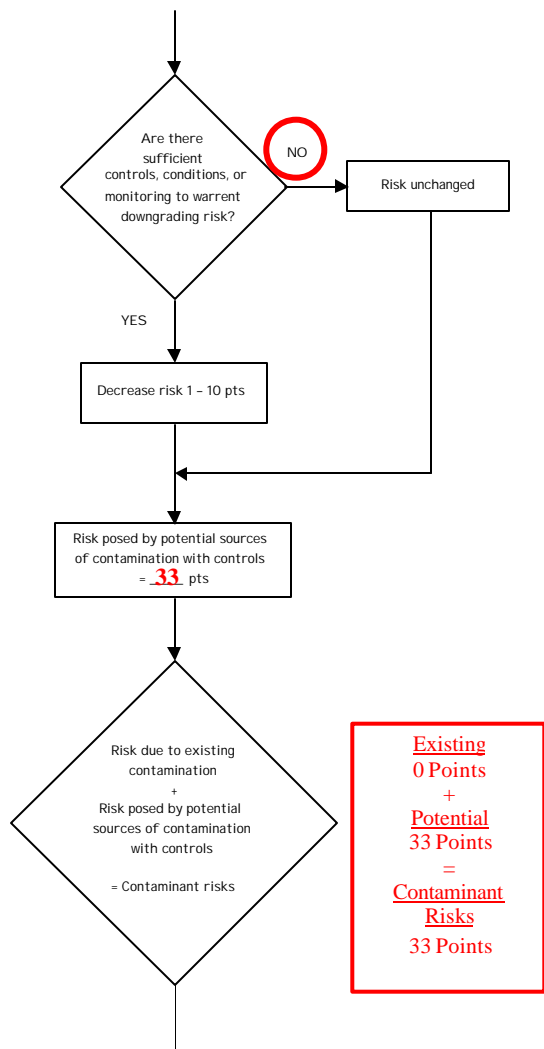 Are there
sufficient
controls, conditions, or
monitoring to warrent
downgrading risk?
NO
Risk unchanged
YES
Decrease risk 1 – 10 pts
Risk posed by potential sources
of contamination with controls
= 33 pts
Risk due to existing
contamination
+
Risk posed by potential
sources of contamination
with controls
= Contaminant risks
Existing
0 Points
+
Potential
33 Points
=
Contaminant
Risks
33 Points